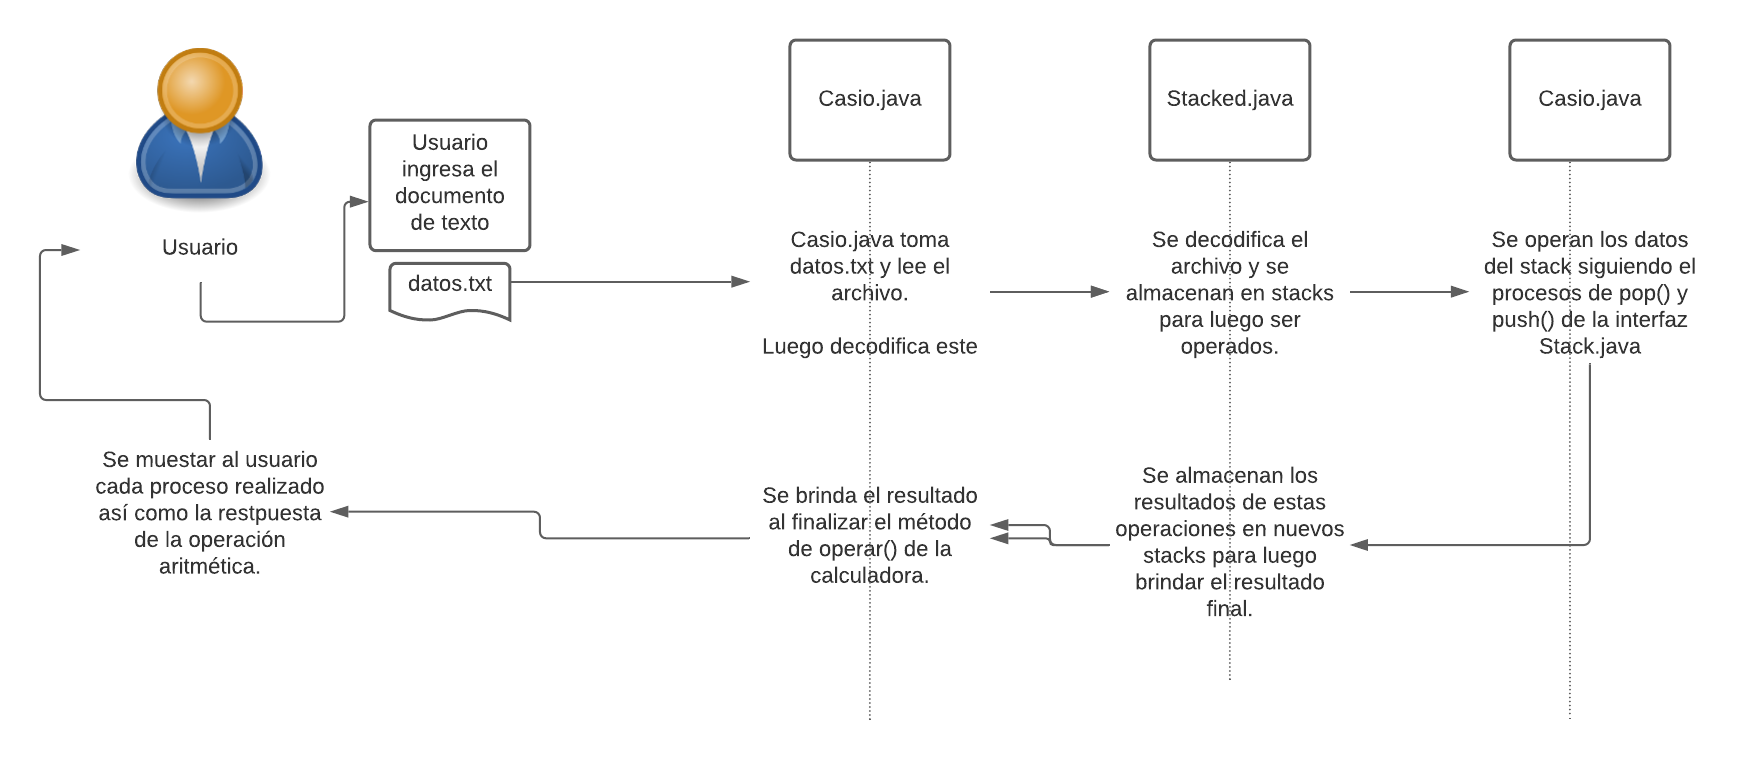 Usuario
Usuario
ingresa el
documento
de texto
datos.txt
Casio.java
Stacked.java
Casio.java
Casio.java toma
datos.txt y lee el
archivo.
Luego decodifica este
Se decodifica el
archivo y se
almacenan en stacks
para luego ser
operados.
Se operan los datos
del stack siguiendo el
procesos de pop() y
push() de la interfaz
Stack.java
Se almacenan los
resultados de estas
operaciones en nuevos
stacks para luego
brindar el resultado
final.
Se brinda el resultado
al finalizar el método
de operar() de la
calculadora.
Se muestar al usuario
cada proceso realizado
así como la restpuesta
de la operación
aritmética.